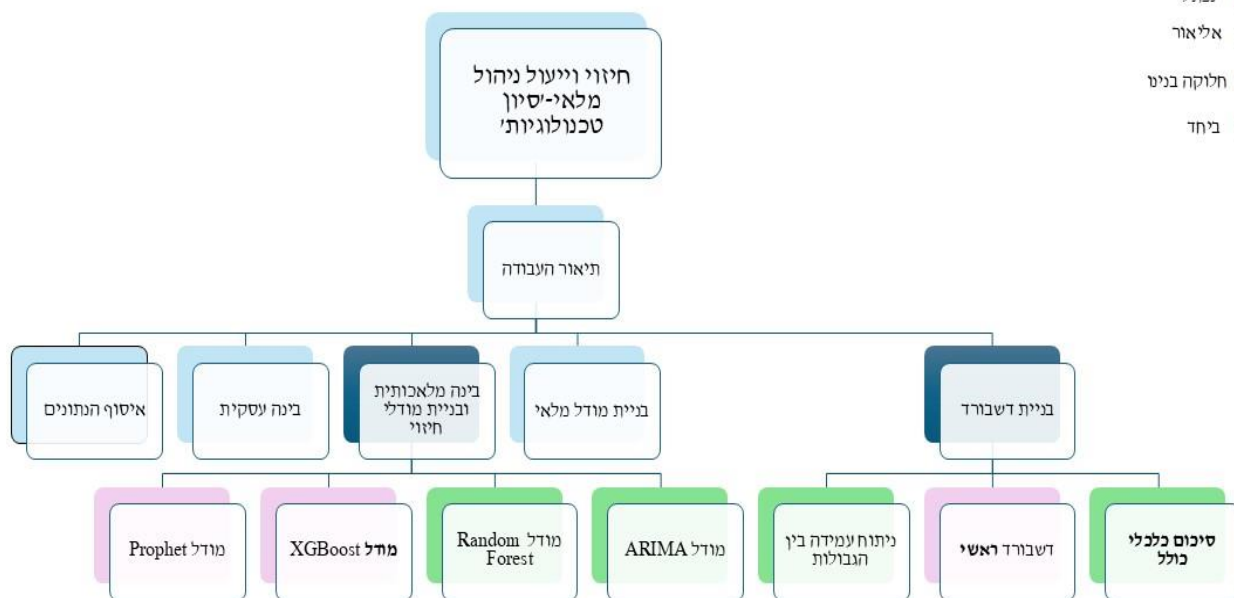 אליאור
חלוקה בנינו
ביחד
חיזוי וייעול ניהול
מלאי-'סיון
טכנולוגיות'
תיאור העבודה
בניית דשבורד
בניית מודל מלאי
בינה מלאכותית
ובניית מודלי
חיזוי
בינה עסקית
איסוף הנתונים
סיכום כלכלי
כולל
דשבורד ראשי
ניתוח עמידה בין
הגבולות
מודל ARIMA
מודל Random
Forest
מודל XGBoost
מודל Prophet